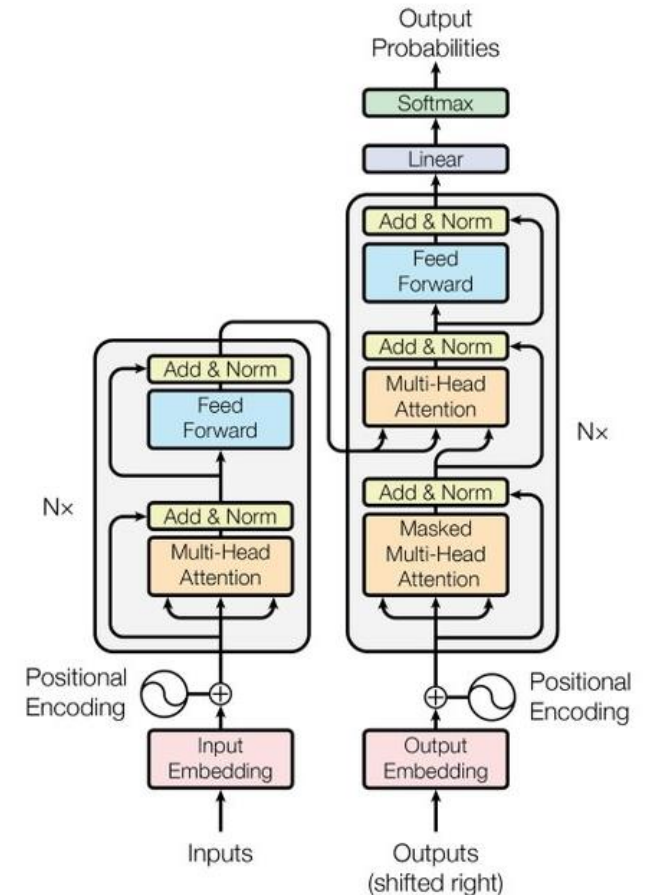 Output
Probabilities
Softmax
Linear
Add & Norm
Feed
Forward
Add & Norm
Multi-Head
Attention
Nx
Add & Norm
Masked
Multi-Head
Attention
Add & Norm
Feed
Forward
Nx
Add & Norm
Multi-Head
Attention
Positional
Encoding
Positional
Encoding
Input
Embedding
Output
Embedding
Inputs
Outputs
(shifted right)